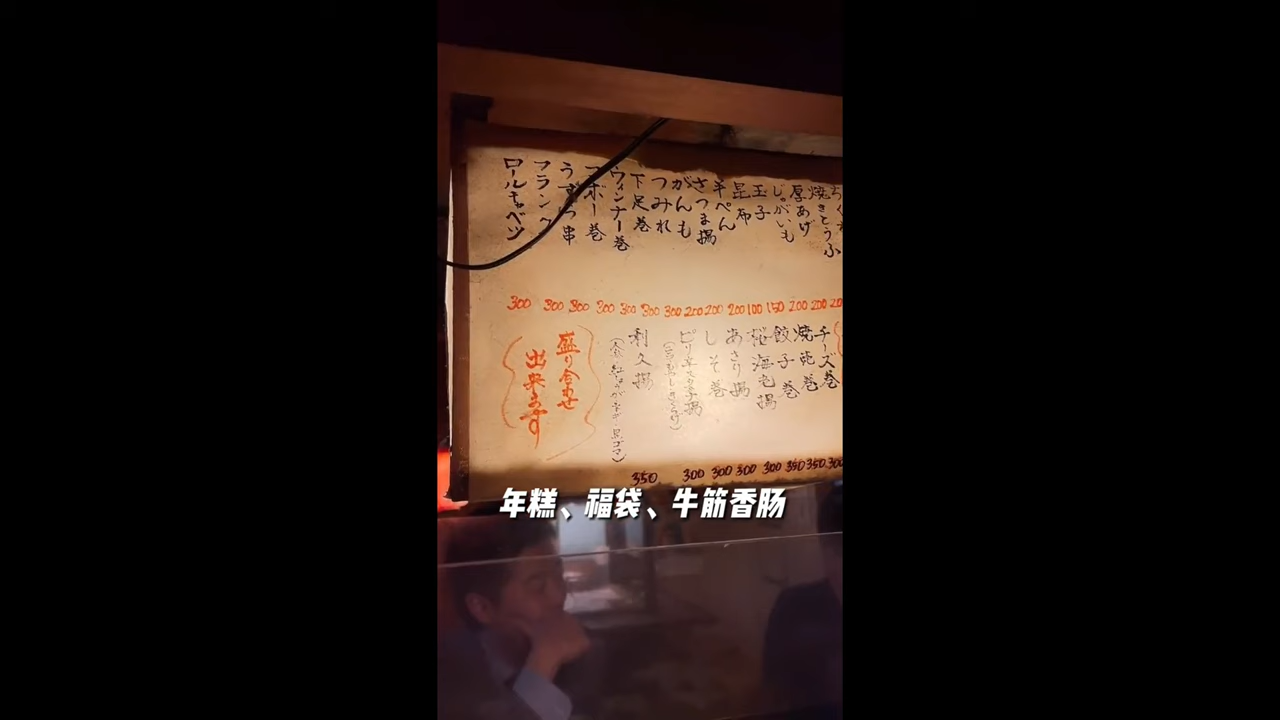 焼きとうふ
厚あげ
じゃがいも
玉子
昆布
半ぺん
さつま揚
がんも
つみれ
下足巻
ウィンナー巻
ゴボー巻
うずら串
フランク
ロールキャベツ
200
200
200
150
100
200
200
200
300
300
300
300
300
300
300
チーズ巻
焼売巻
餃子巻
桜海老揚
あさり揚
しそ巻
利久揚
盛り合わせ
出来ます
300
350
350
300
300
300
300
350
年糕、福袋、牛筋香肠